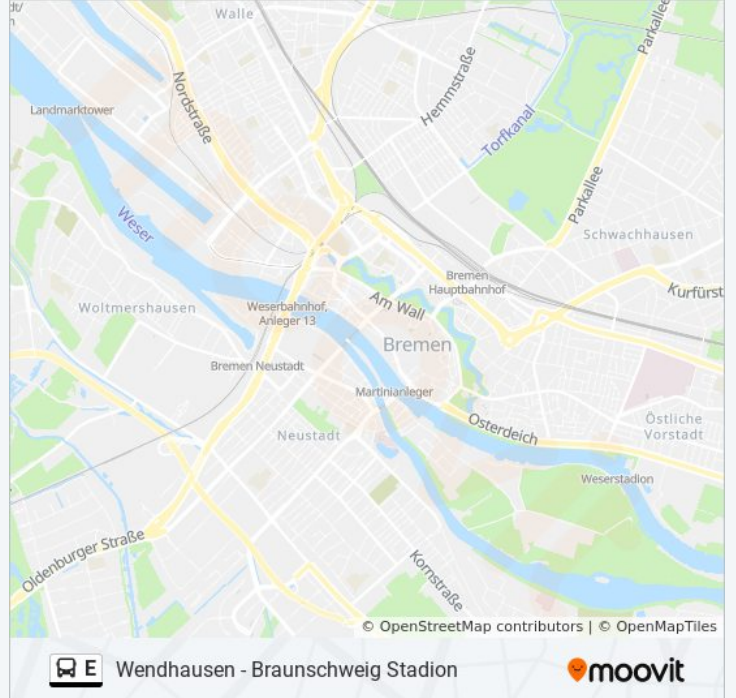 Walle
Parkallee
Hemmstraße
Nordstraße
Landmarktower
Torfkanal
Parkallee
Weser
Schwachhausen
Bremen
Hauptbahnhof
Kurfürst
Woltmershausen
Weserbahnhof,
Anleger 13
Am Wall
Bremen
Bremen Neustadt
Martinianleger
Neustadt
Osterdeich
Östliche
Vorstadt
Weserstadion
Oldenburger Straße
Kornstraße
© OpenStreetMap contributors | © OpenMapTiles
E Wendhausen - Braunschweig Stadion
moovit